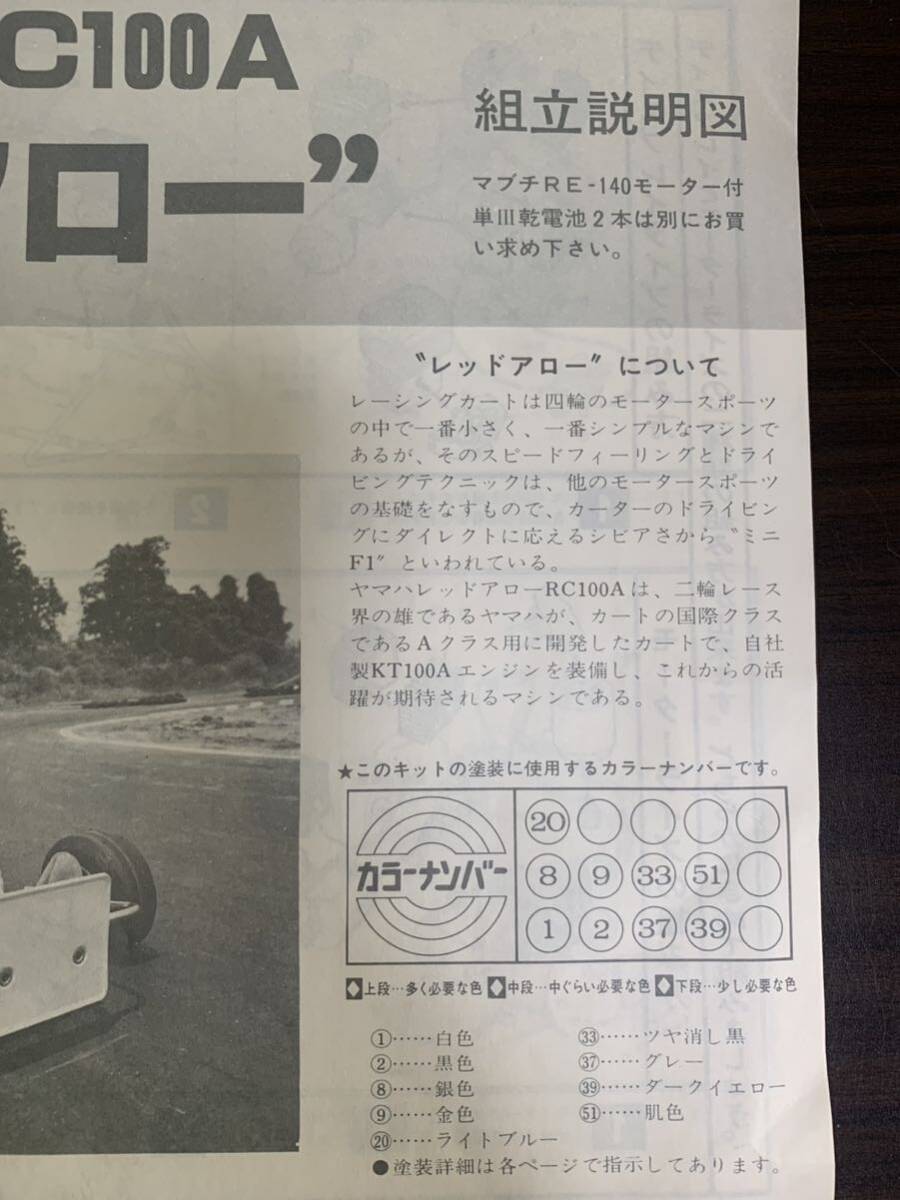 C100A
ロー”
組立説明図
マブチRE-140モーター付
単III乾電池2本は別にお買
い求め下さい。
〝レッドアロー〟について
レーシングカートは四輪のモータースポーツ
の中で一番小さく、一番シンプルなマシンで
あるが、そのスピードフィーリングとドライ
ビングテクニックは、他のモータースポーツ
の基礎をなすもので、カーターのドライビン
グにダイレクトに応えるシビアさから〝ミニ
F1〟といわれている。
ヤマハレッドアローRC100Aは、二輪レース
界の雄であるヤマハが、カートの国際クラス
であるAクラス用に開発したカートで、自社
製KT100Aエンジンを装備し、これからの活
躍が期待されるマシンである。
★このキットの塗装に使用するカラーナンバーです。
カラーナンバー
20
8 9 33 51
1 2 37 39
上段…多く必要な色 中段…中ぐらい必要な色 下段…少し必要な色
①……白色
②……黒色
⑧……銀色
⑨……金色
⑳……ライトブルー
㉝……ツヤ消し黒
㊲……グレー
㊴……ダークイエロー
51……肌色
●塗装詳細は各ページで指示してあります。